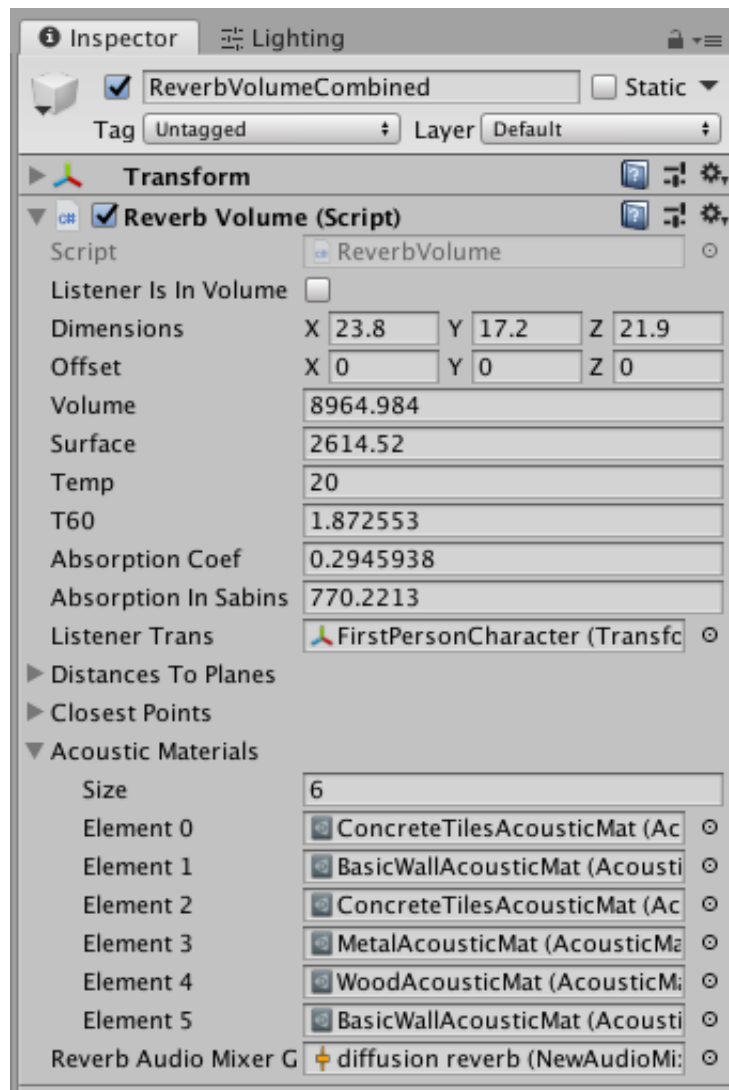 Inspector Lighting
ReverbVolumeCombined Static
Tag Untagged Layer Default
Transform
c# Reverb Volume (Script)
Script ReverbVolume
Listener Is In Volume
Dimensions X 23.8 Y 17.2 Z 21.9
Offset X 0 Y 0 Z 0
Volume 8964.984
Surface 2614.52
Temp 20
T60 1.872553
Absorption Coef 0.2945938
Absorption In Sabins 770.2213
Listener Trans FirstPersonCharacter (Transfo
Distances To Planes
Closest Points
Acoustic Materials
Size 6
Element 0 ConcreteTilesAcousticMat (Ac
Element 1 BasicWallAcousticMat (Acousti
Element 2 ConcreteTilesAcousticMat (Ac
Element 3 MetalAcousticMat (AcousticMa
Element 4 WoodAcousticMat (AcousticMa
Element 5 BasicWallAcousticMat (Acousti
Reverb Audio Mixer G diffusion reverb (NewAudioMix